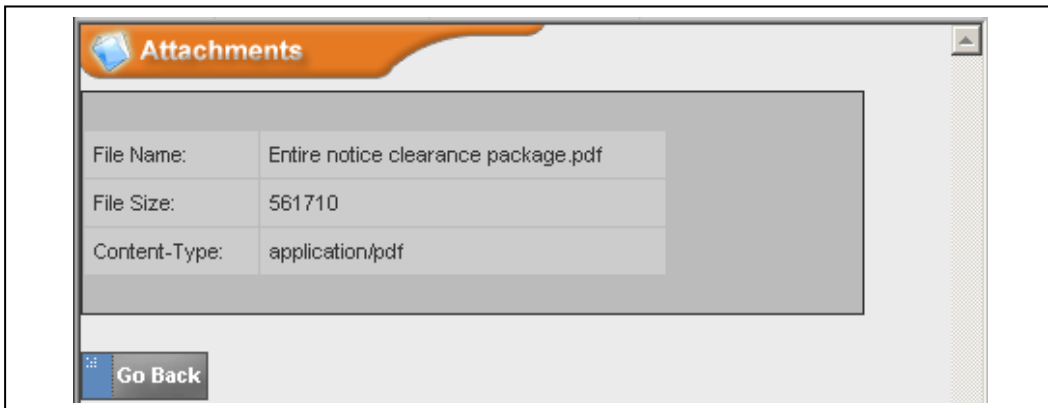 Attachments
File Name: Entire notice clearance package.pdf
File Size: 561710
Content-Type: application/pdf
Go Back